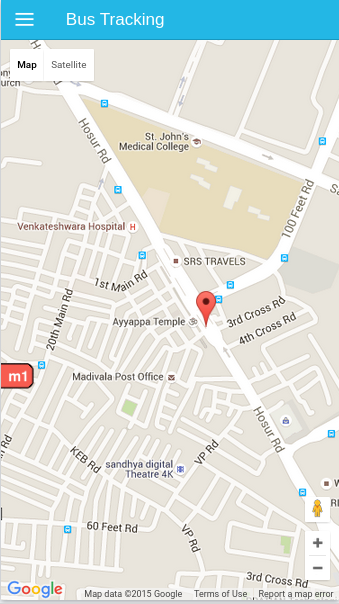 Bus Tracking
Map Satellite
urch
St. John's
Medical College
Hosur Rd
Sa
100 Feet Rd
Venkateshwara Hospital
SRS TRAVELS
1st Main Rd
20th Main Rd
Ayyappa Temple
3rd Cross Rd
4th Cross Rd
m1
Madivala Post Office
Hosur Rd
KEB Rd
VP Rd
sandhya digital
Theatre 4K
n Rd
W
RI
60 Feet Rd
VP Rd
+
−
3rd Cross Rd
Google
Map data ©2015 Google Terms of Use Report a map error